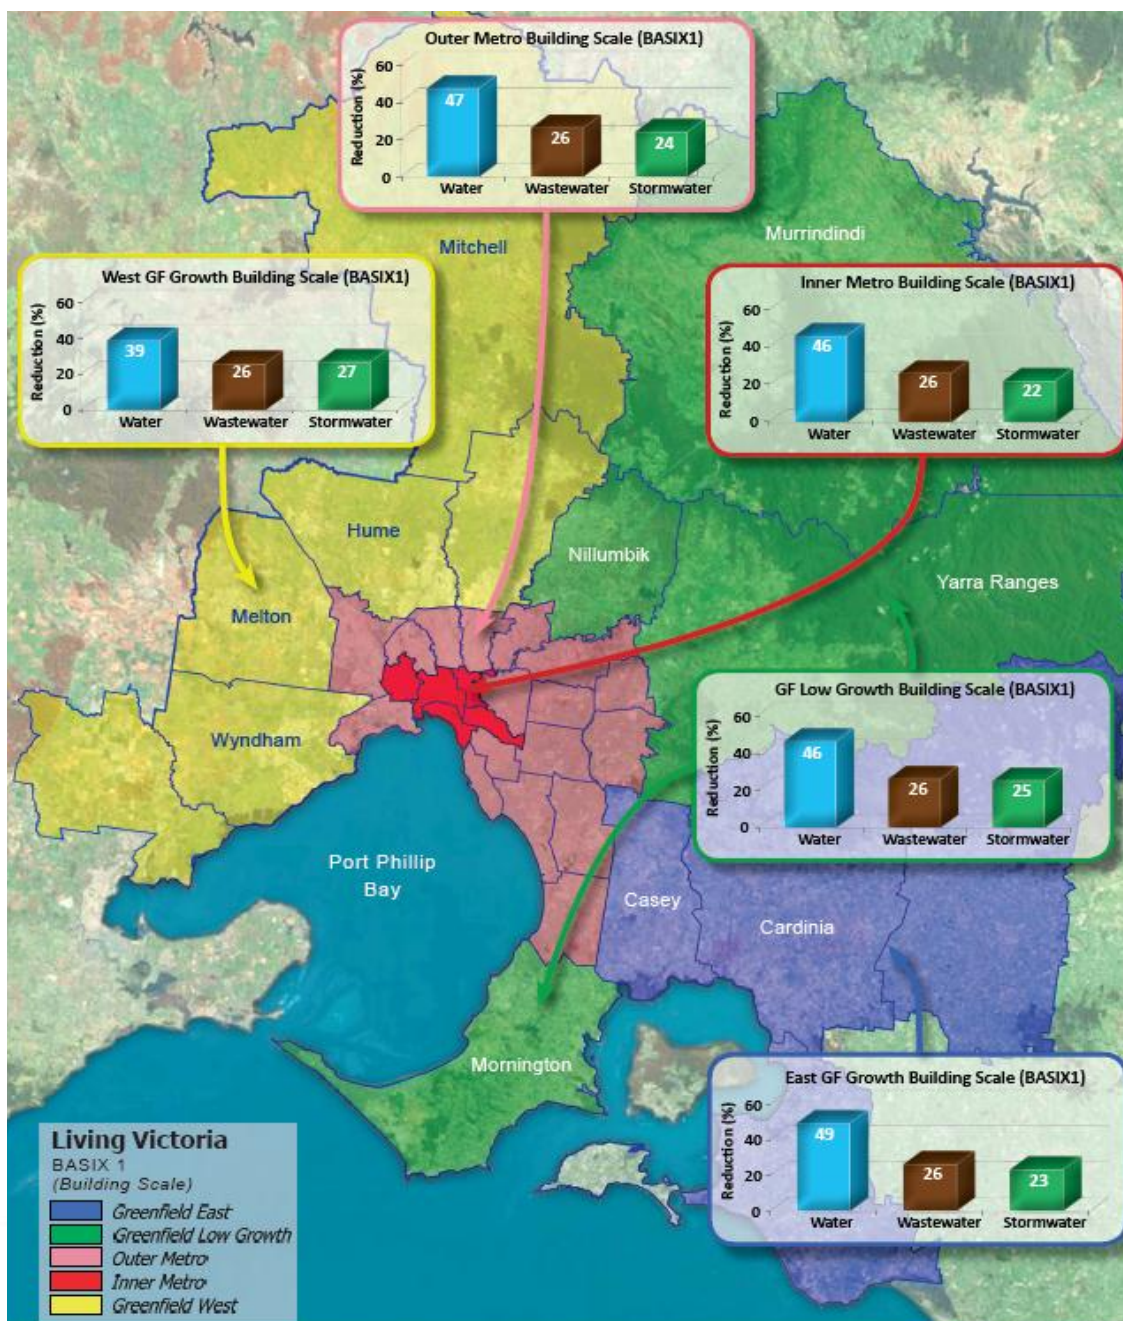 Outer Metro Building Scale (BASIX1)
Reduction (%)
60
40
20
0
47
26
24
Water
Wastewater
Stormwater
Mitchell
Murrindindi
West GF Growth Building Scale (BASIX1)
Reduction (%)
60
40
20
0
39
26
27
Water
Wastewater
Stormwater
Inner Metro Building Scale (BASIX1)
Reduction (%)
60
40
20
0
46
26
22
Water
Wastewater
Stormwater
Hume
Nillumbik
Yarra Ranges
Melton
Wyndham
GF Low Growth Building Scale (BASIX1)
Reduction (%)
60
40
20
0
46
26
25
Water
Wastewater
Stormwater
Port Phillip
Bay
Casey
Cardinia
Mornington
East GF Growth Building Scale (BASIX1)
Reduction (%)
60
40
20
0
49
26
23
Water
Wastewater
Stormwater
Living Victoria
BASIX 1
(Building Scale)
Greenfield East
Greenfield Low Growth
Outer Metro
Inner Metro
Greenfield West